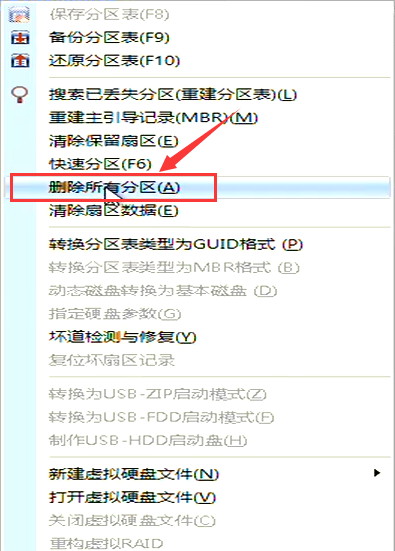 保存分区表(F8)
备份分区表(F9)
还原分区表(F10)
搜索已丢失分区(重建分区表)(L)
重建主引导记录(MBR)(M)
清除保留扇区(E)
快速分区(F6)
删除所有分区(A)
清除扇区数据(E)
转换分区表类型为GUID格式 (P)
转换分区表类型为MBR格式 (B)
动态磁盘转换为基本磁盘 (D)
指定硬盘参数(G)
坏道检测与修复(Y)
复位坏扇区记录
转换为USB-ZIP启动模式(Z)
转换为USB-FDD启动模式(F)
制作USB-HDD启动盘(H)
新建虚拟硬盘文件(N)
打开虚拟硬盘文件(V)
关闭虚拟硬盘文件(C)
重构虚拟RAID